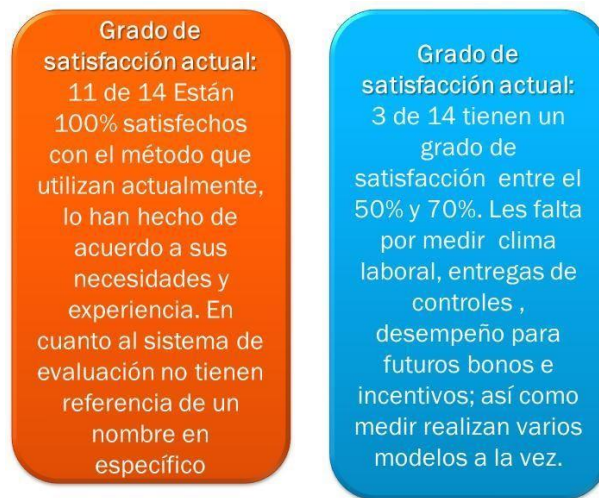 Grado de
satisfacción actual:
11 de 14 Están
100% satisfechos
con el método que
utilizan actualmente,
lo han hecho de
acuerdo a sus
necesidades y
experiencia. En
cuanto al sistema de
evaluación no tienen
referencia de un
nombre en
específico
Grado de
satisfacción actual:
3 de 14 tienen un
grado de
satisfacción entre el
50% y 70%. Les falta
por medir clima
laboral, entregas de
controles ,
desempeño para
futuros bonos e
incentivos; así como
medir realizan varios
modelos a la vez.